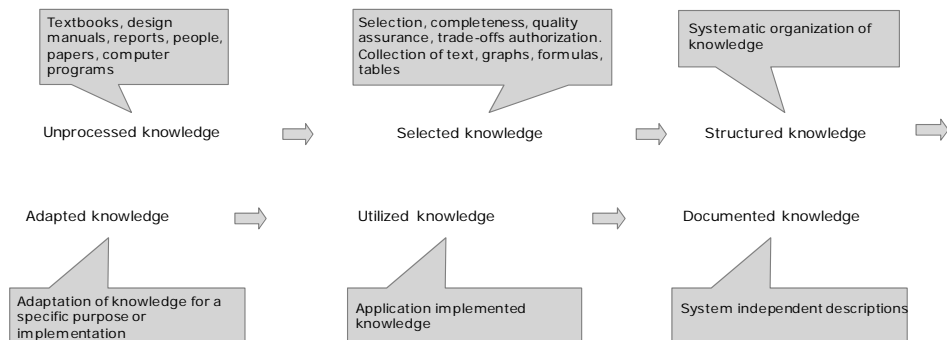 Textbooks, design
manuals, reports, people,
papers, computer
programs
Selection, completeness, quality
assurance, trade-offs authorization.
Collection of text, graphs, formulas,
tables
Systematic organization of
knowledge
Unprocessed knowledge
Selected knowledge
Structured knowledge
Adapted knowledge
Utilized knowledge
Documented knowledge
Adaptation of knowledge for a
specific purpose or
implementation
Application implemented
knowledge
System independent descriptions